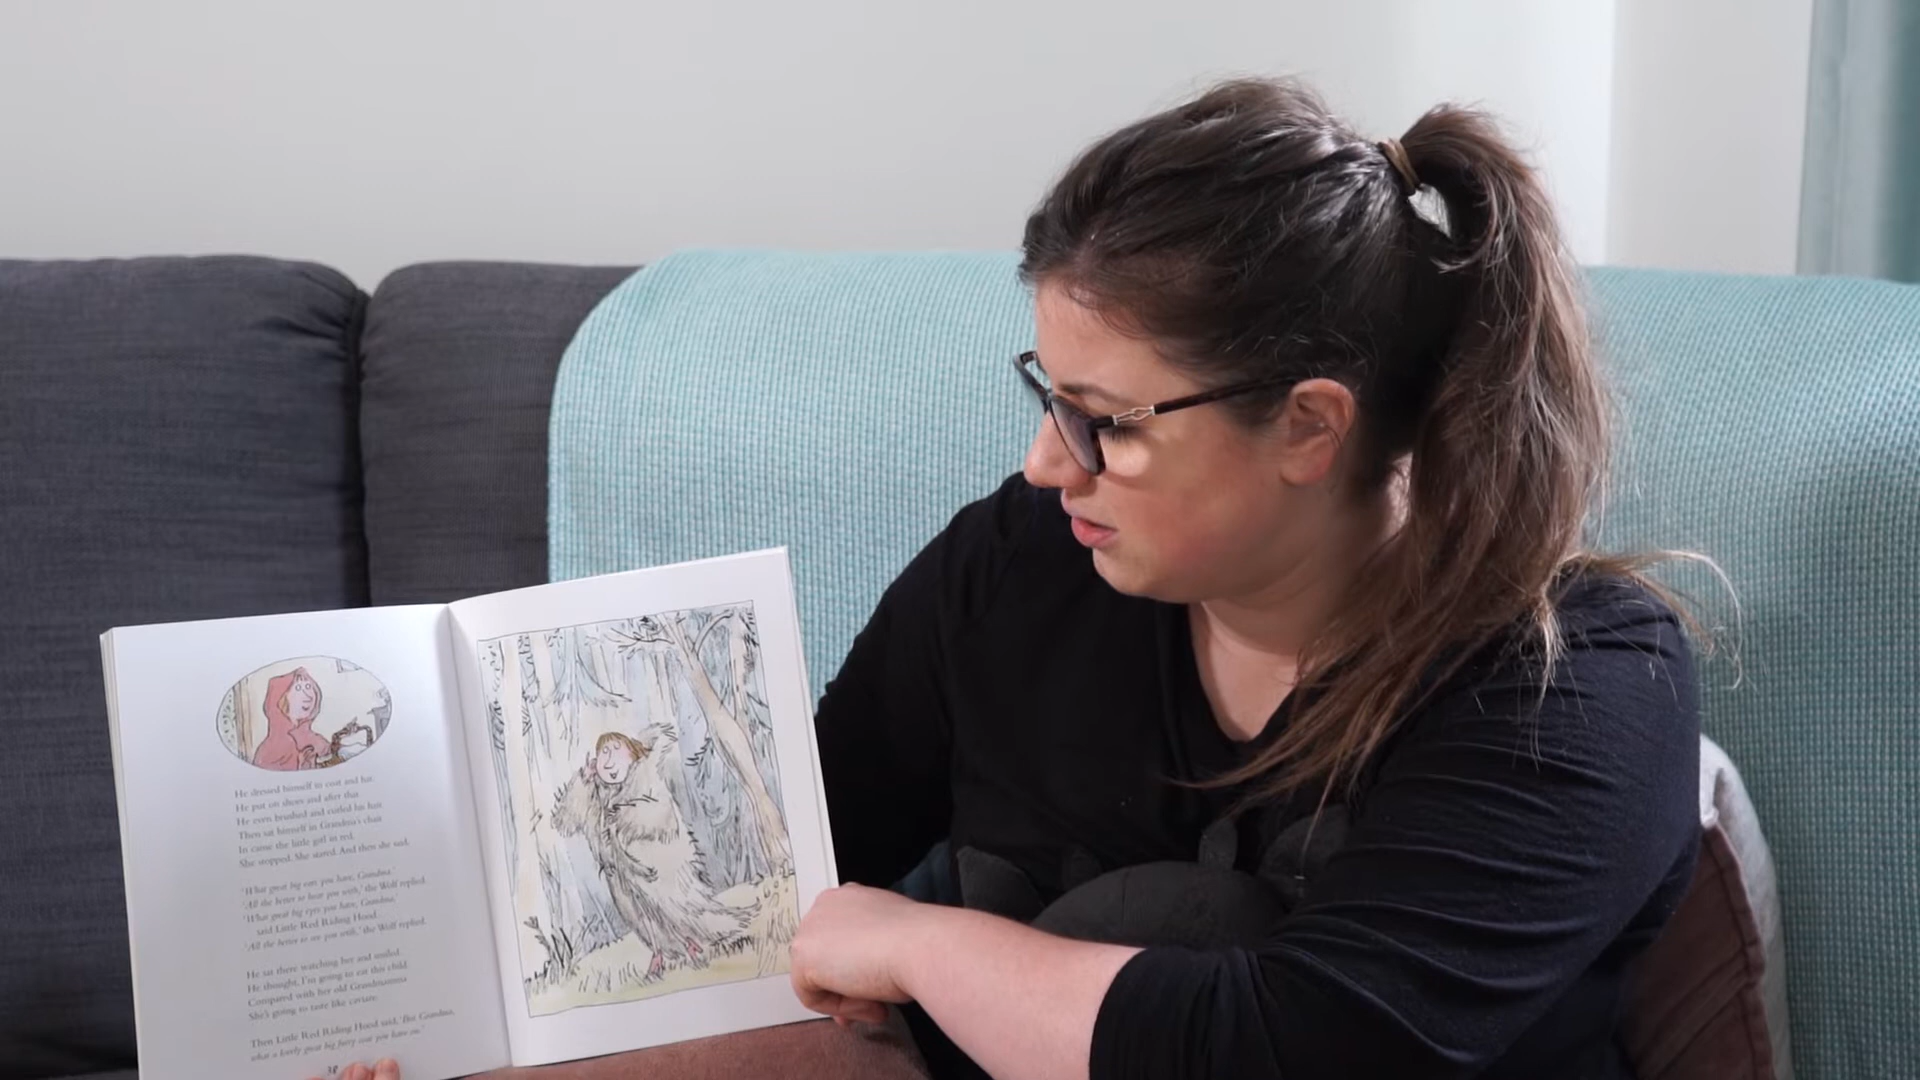 He dressed himself in coat and hat.
He put on shoes and after that
He even brushed and curled his hair,
Then sat himself in Grandma's chair.
In came the little girl in red.
She stopped. She stared. And then she said,
'What great big ears you have, Grandma.'
'All the better to hear you with,' the Wolf replied.
'What great big eyes you have, Grandma,'
said Little Red Riding Hood.
'All the better to see you with,' the Wolf replied.
He sat there watching her and smiled.
He thought, I'm going to eat this child.
Compared with her old Grandmamma
She's going to taste like caviare.
Then Little Red Riding Hood said, 'But Grandma,
what a lovely great big furry coat you have on.'
38